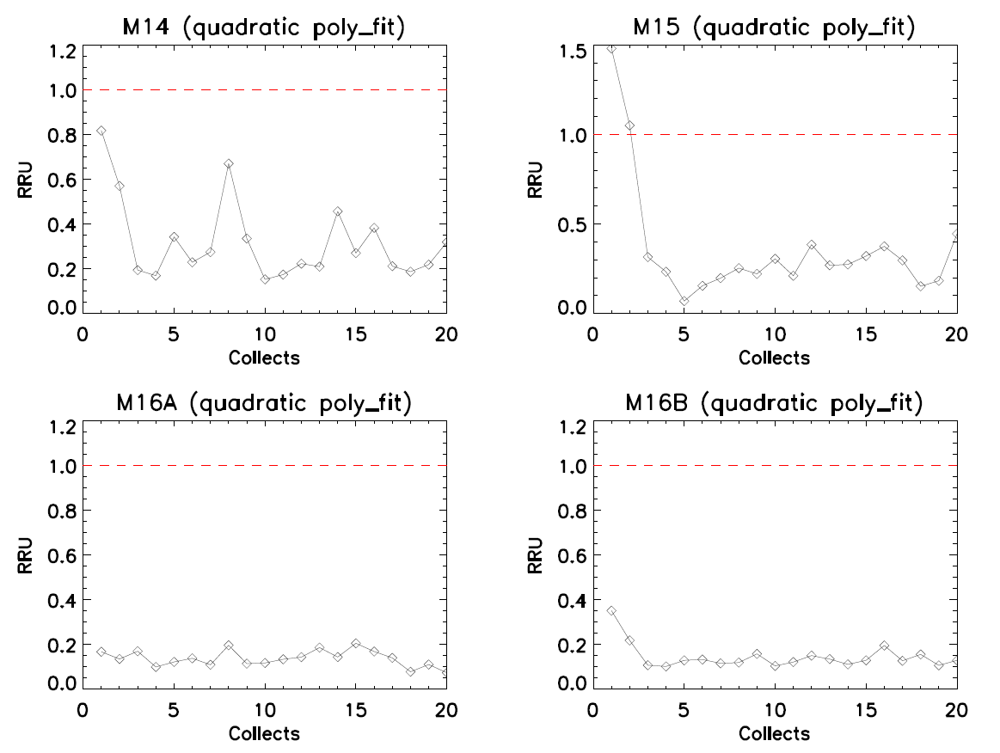 M14 (quadratic poly_fit)
1.2
1.0
0.8
0.6
0.4
0.2
0.0
RRU
0 5 10 15 20
Collects
M15 (quadratic poly_fit)
1.5
1.0
0.5
0.0
RRU
0 5 10 15 20
Collects
M16A (quadratic poly_fit)
1.2
1.0
0.8
0.6
0.4
0.2
0.0
RRU
0 5 10 15 20
Collects
M16B (quadratic poly_fit)
1.2
1.0
0.8
0.6
0.4
0.2
0.0
RRU
0 5 10 15 20
Collects